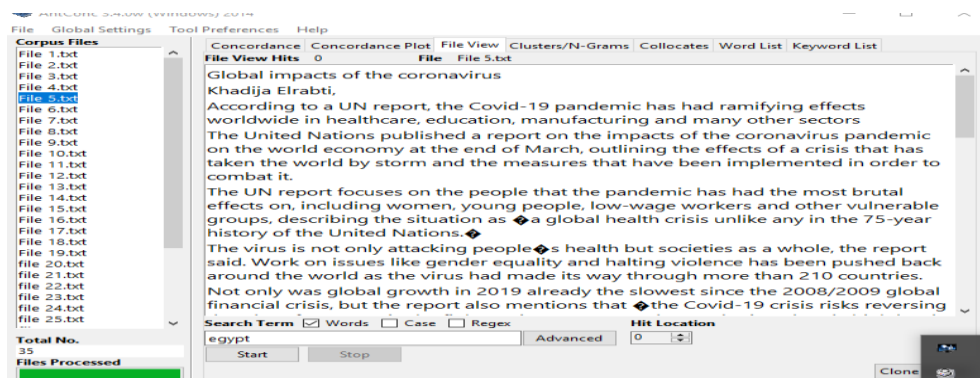 AntConc 3.4.0w (Windows) 2014
File Global Settings Tool Preferences Help
Corpus Files
File 1.txt
File 2.txt
File 3.txt
File 4.txt
File 5.txt
File 6.txt
File 7.txt
File 8.txt
File 9.txt
File 10.txt
File 11.txt
File 12.txt
File 13.txt
File 14.txt
File 15.txt
File 16.txt
File 17.txt
File 18.txt
File 19.txt
file 20.txt
file 21.txt
file 22.txt
file 23.txt
file 24.txt
file 25.txt
Total No.
35
Files Processed
Concordance Concordance Plot File View Clusters/N-Grams Collocates Word List Keyword List
File View Hits 0 File File 5.txt
Global impacts of the coronavirus
Khadija Elrabti,
According to a UN report, the Covid-19 pandemic has had ramifying effects
worldwide in healthcare, education, manufacturing and many other sectors
The United Nations published a report on the impacts of the coronavirus pandemic
on the world economy at the end of March, outlining the effects of a crisis that has
taken the world by storm and the measures that have been implemented in order to
combat it.
The UN report focuses on the people that the pandemic has had the most brutal
effects on, including women, young people, low-wage workers and other vulnerable
groups, describing the situation as �a global health crisis unlike any in the 75-year
history of the United Nations.�
The virus is not only attacking people�s health but societies as a whole, the report
said. Work on issues like gender equality and halting violence has been pushed back
around the world as the virus had made its way through more than 210 countries.
Not only was global growth in 2019 already the slowest since the 2008/2009 global
financial crisis, but the report also mentions that �the Covid-19 crisis risks reversing
Search Term Words Case Regex Hit Location
egypt Advanced 0
Start Stop
Clone